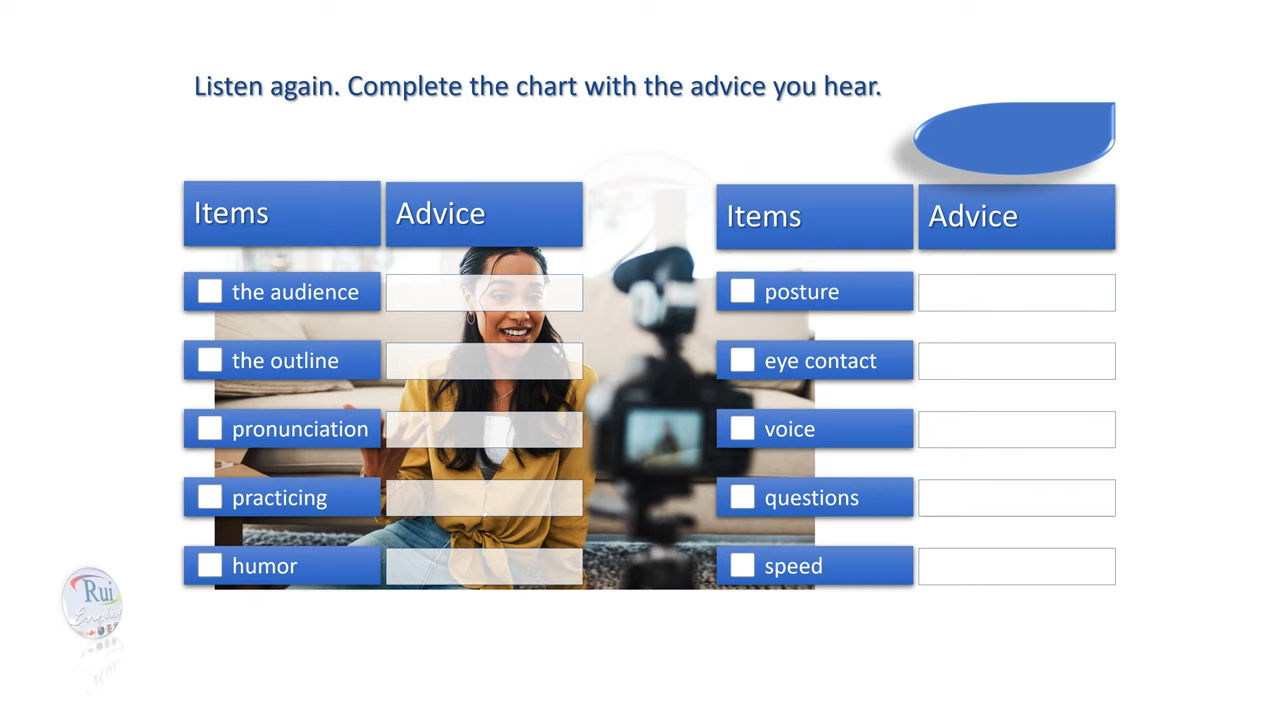 Listen again. Complete the chart with the advice you hear.
Items Advice Items Advice
the audience posture
the outline eye contact
pronunciation voice
practicing questions
humor speed
Rui
English